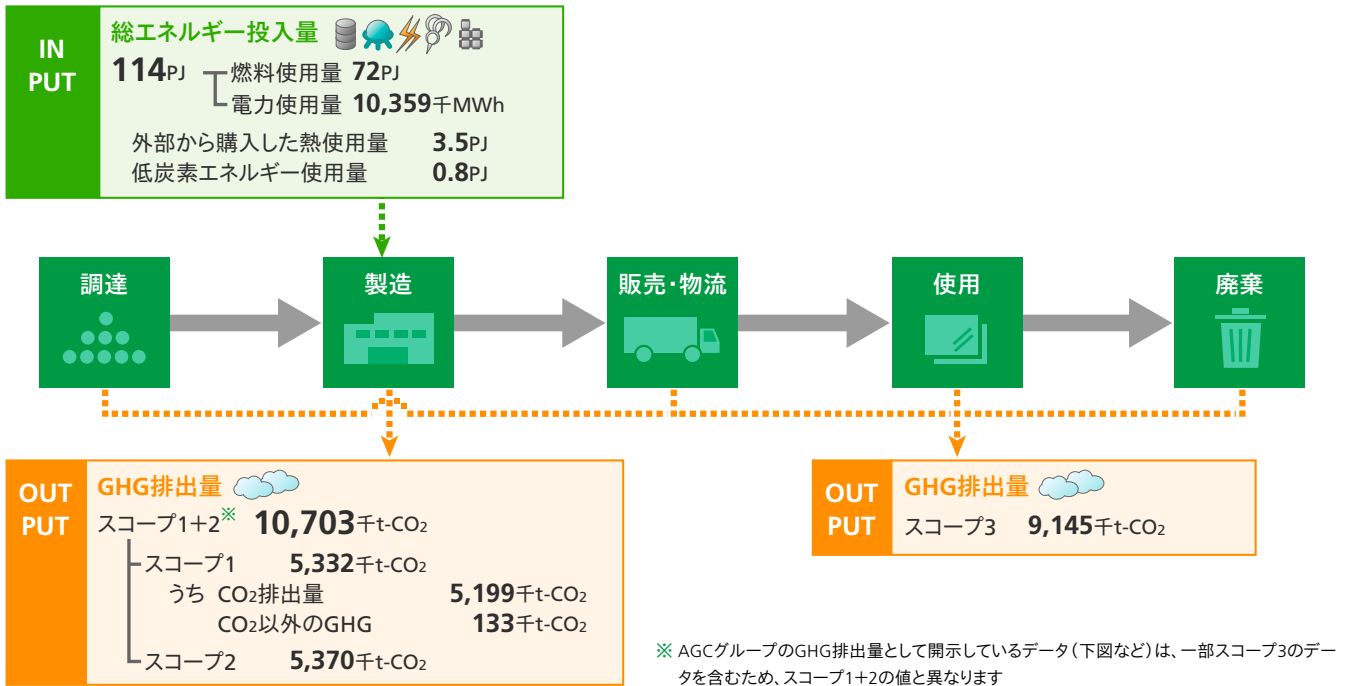 IN
PUT
総エネルギー投入量
114PJ
燃料使用量 72PJ
電力使用量 10,359千MWh
外部から購入した熱使用量 3.5PJ
低炭素エネルギー使用量 0.8PJ
調達
製造
販売・物流
使用
廃棄
OUT
PUT
GHG排出量
スコープ1+2※ 10,703千t-CO2
スコープ1 5,332千t-CO2
うち CO2排出量 5,199千t-CO2
CO2以外のGHG 133千t-CO2
スコープ2 5,370千t-CO2
OUT
PUT
GHG排出量
スコープ3 9,145千t-CO2
※ AGCグループのGHG排出量として開示しているデータ(下図など)は、一部スコープ3のデー
タを含むため、スコープ1+2の値と異なります